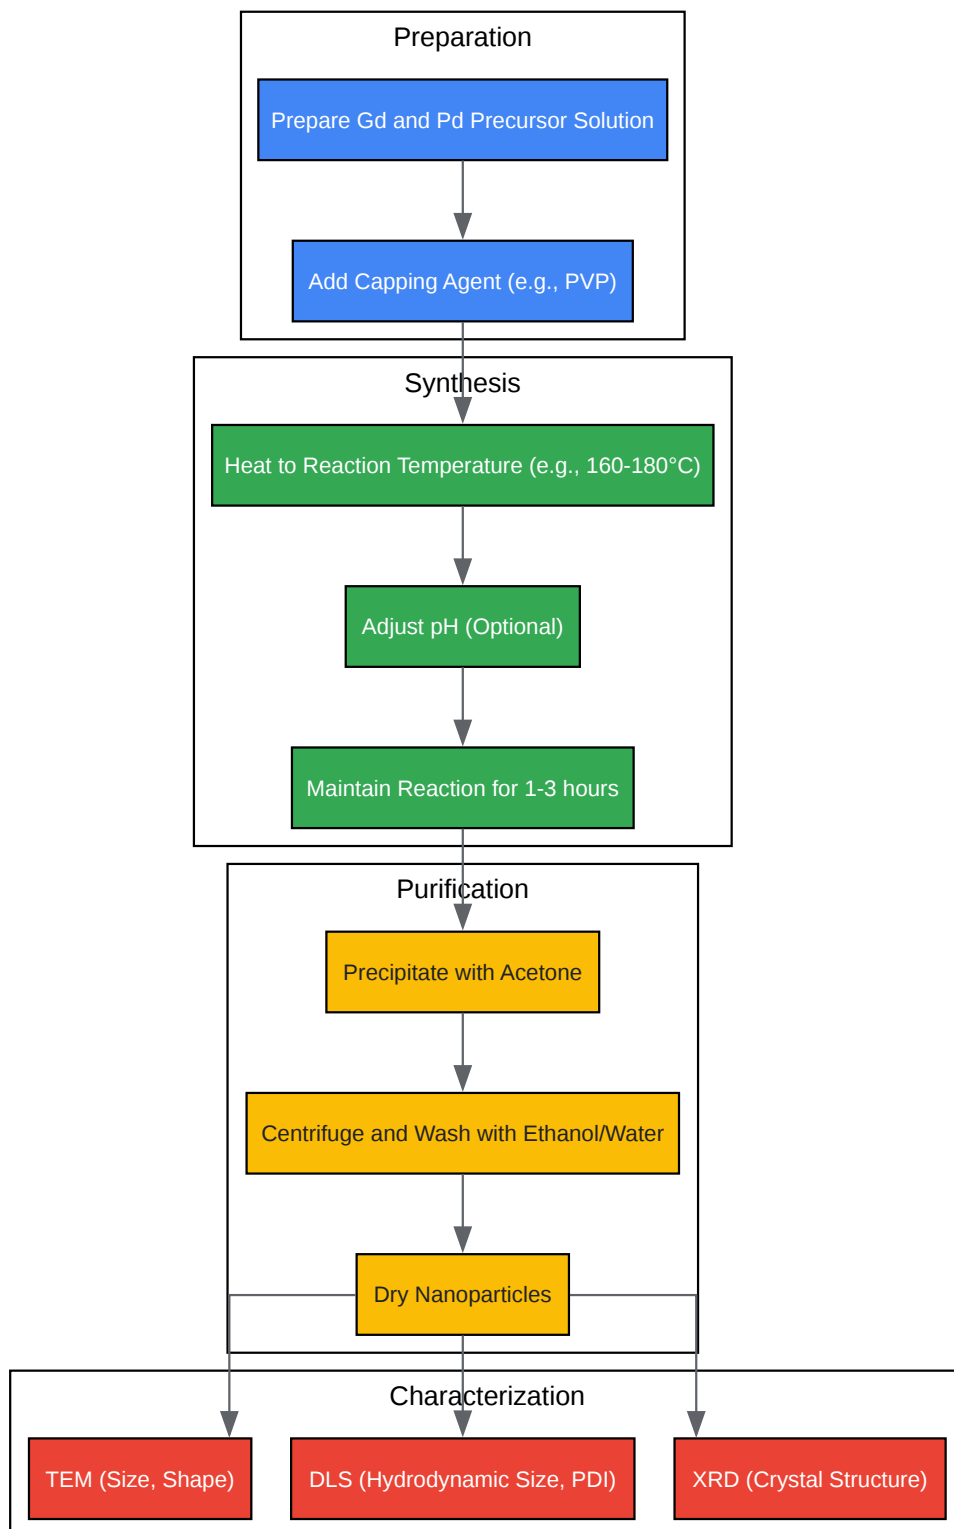 Preparation
Prepare Gd and Pd Precursor Solution
Add Capping Agent (e.g., PVP)
Synthesis
Heat to Reaction Temperature (e.g., 160-180°C)
Adjust pH (Optional)
Maintain Reaction for 1-3 hours
Purification
Precipitate with Acetone
Centrifuge and Wash with Ethanol/Water
Dry Nanoparticles
Characterization
TEM (Size, Shape)
DLS (Hydrodynamic Size, PDI)
XRD (Crystal Structure)